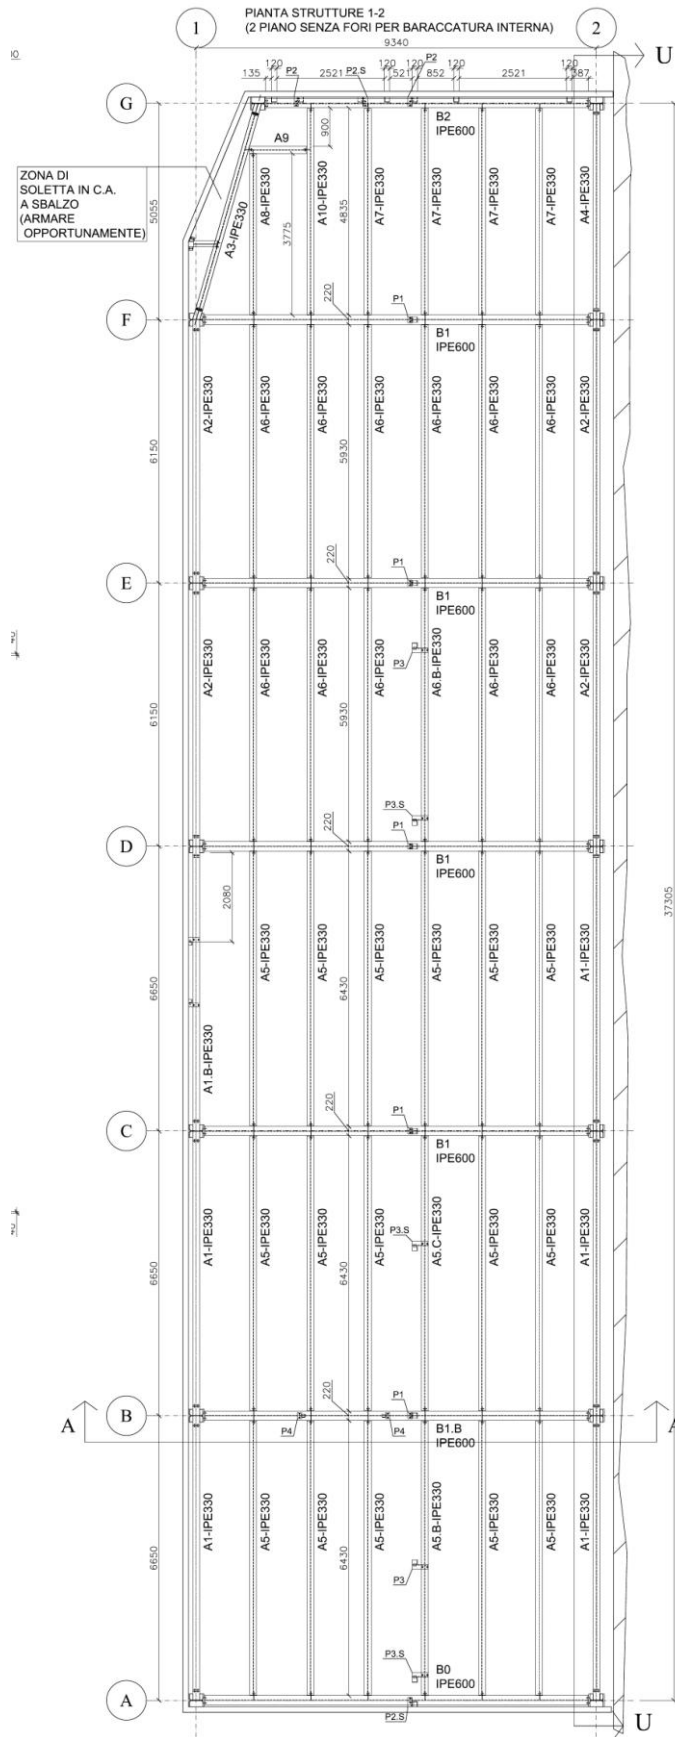 PIANTA STRUTTURE 1-2
(2 PIANO SENZA FORI PER BARACCATURA INTERNA)
1
2
9340
U
120
P2
120
P2.S
120
P2
120
120
135
2521
521
852
2521
387
G
B2
IPE600
900
A9
ZONA DI
SOLETTA IN C.A.
A SBALZO
(ARMARE
OPPORTUNAMENTE)
5055
A3-IPE330
A8-IPE330
3775
A10-IPE330
4835
A7-IPE330
A7-IPE330
A7-IPE330
A4-IPE330
220
P1
F
B1
IPE600
6150
A2-IPE330
A6-IPE330
A6-IPE330
5930
A6-IPE330
A6-IPE330
A6-IPE330
A6-IPE330
A2-IPE330
220
P1
E
B1
IPE600
P3
6150
A2-IPE330
A6-IPE330
A6-IPE330
5930
A6-IPE330
A6.B-IPE330
A6-IPE330
A6-IPE330
A2-IPE330
P3.S
220
P1
D
B1
IPE600
2080
37305
6650
A1.B-IPE330
A5-IPE330
A5-IPE330
6430
A5-IPE330
A5-IPE330
A5-IPE330
A5-IPE330
A1-IPE330
220
P1
C
B1
IPE600
6650
A1-IPE330
A5-IPE330
A5-IPE330
6430
A5-IPE330
P3.S
A5.C-IPE330
A5-IPE330
A5-IPE330
A1-IPE330
220
P1
B
A
P4
P4
B1.B
IPE600
A
6650
A1-IPE330
A5-IPE330
A5-IPE330
6430
A5-IPE330
A5.B-IPE330
A5-IPE330
A5-IPE330
A1-IPE330
P3
P3.S
B0
IPE600
A
P2.S
U